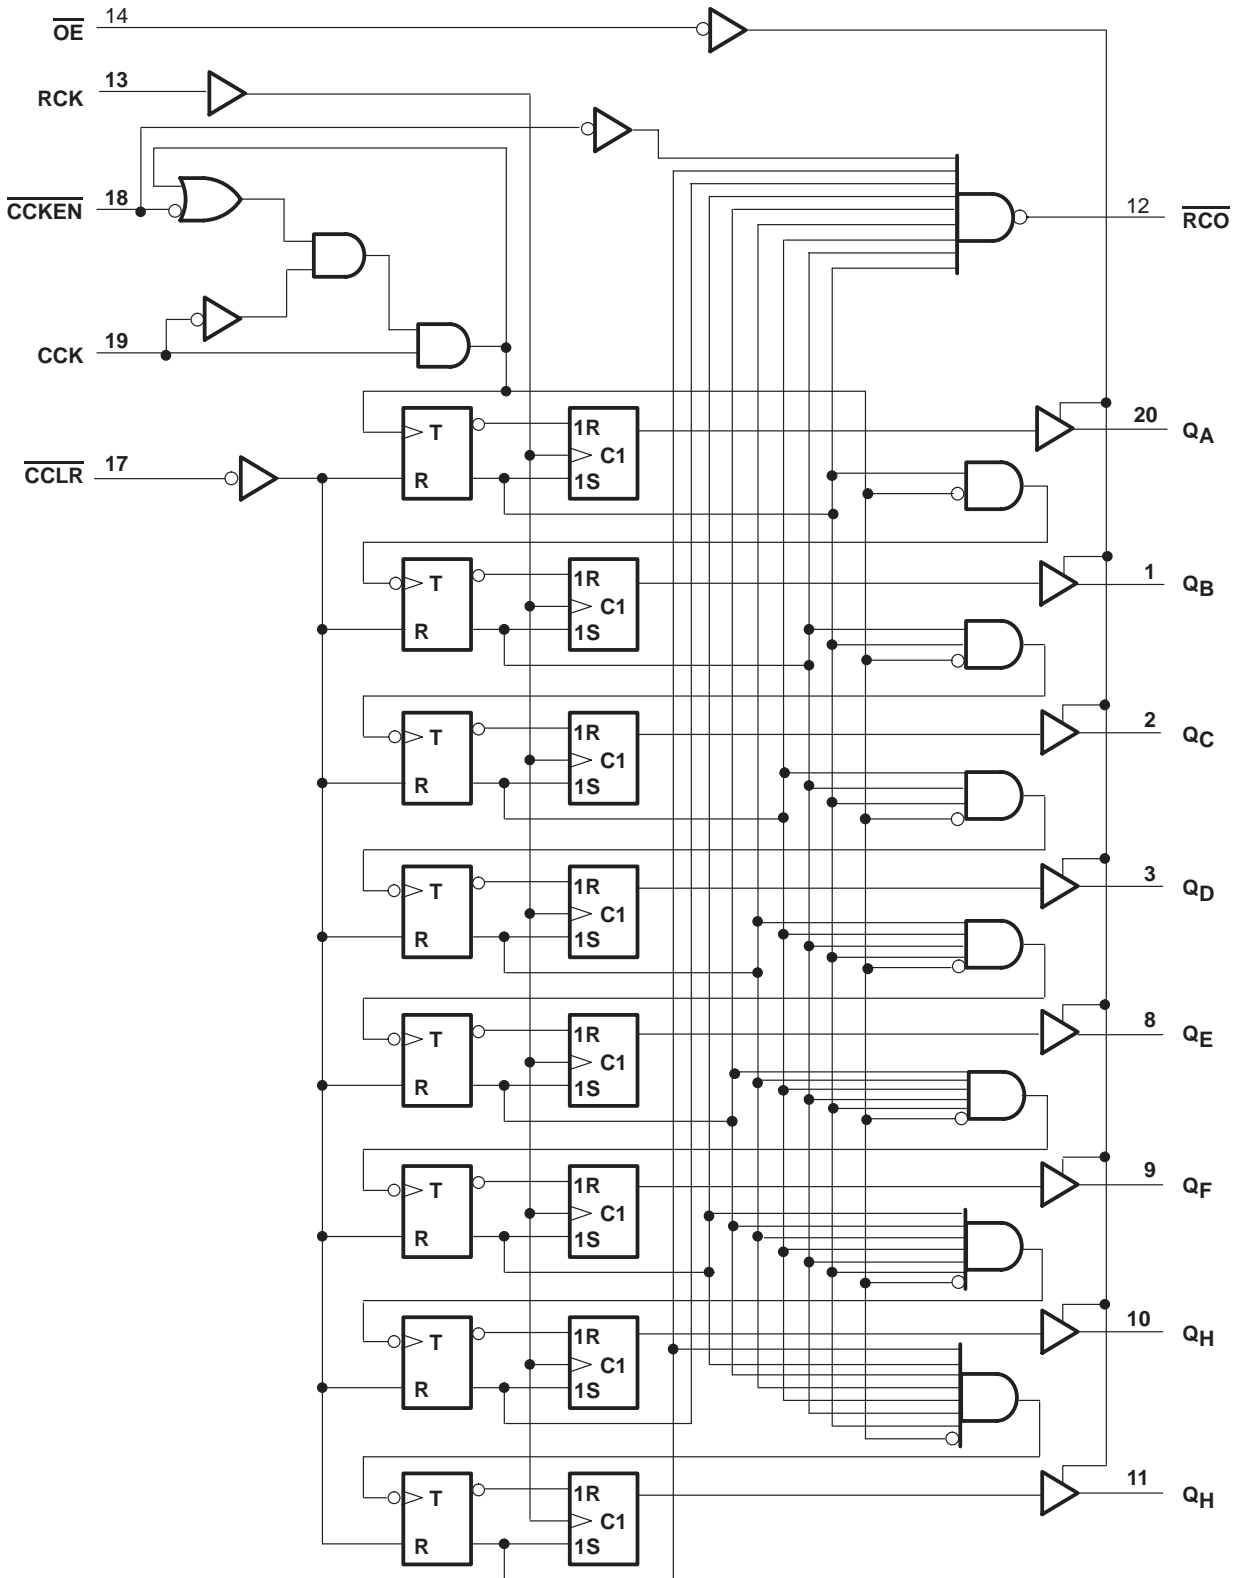 OE 14
RCK 13
CCKEN 18
12 RCO
CCK 19
T 1R
C1
R 1S
20 QA
CCLR 17
T 1R
C1
R 1S
1 QB
T 1R
C1
R 1S
2 QC
T 1R
C1
R 1S
3 QD
T 1R
C1
R 1S
8 QE
T 1R
C1
R 1S
9 QF
T 1R
C1
R 1S
10 QH
T 1R
C1
R 1S
11 QH